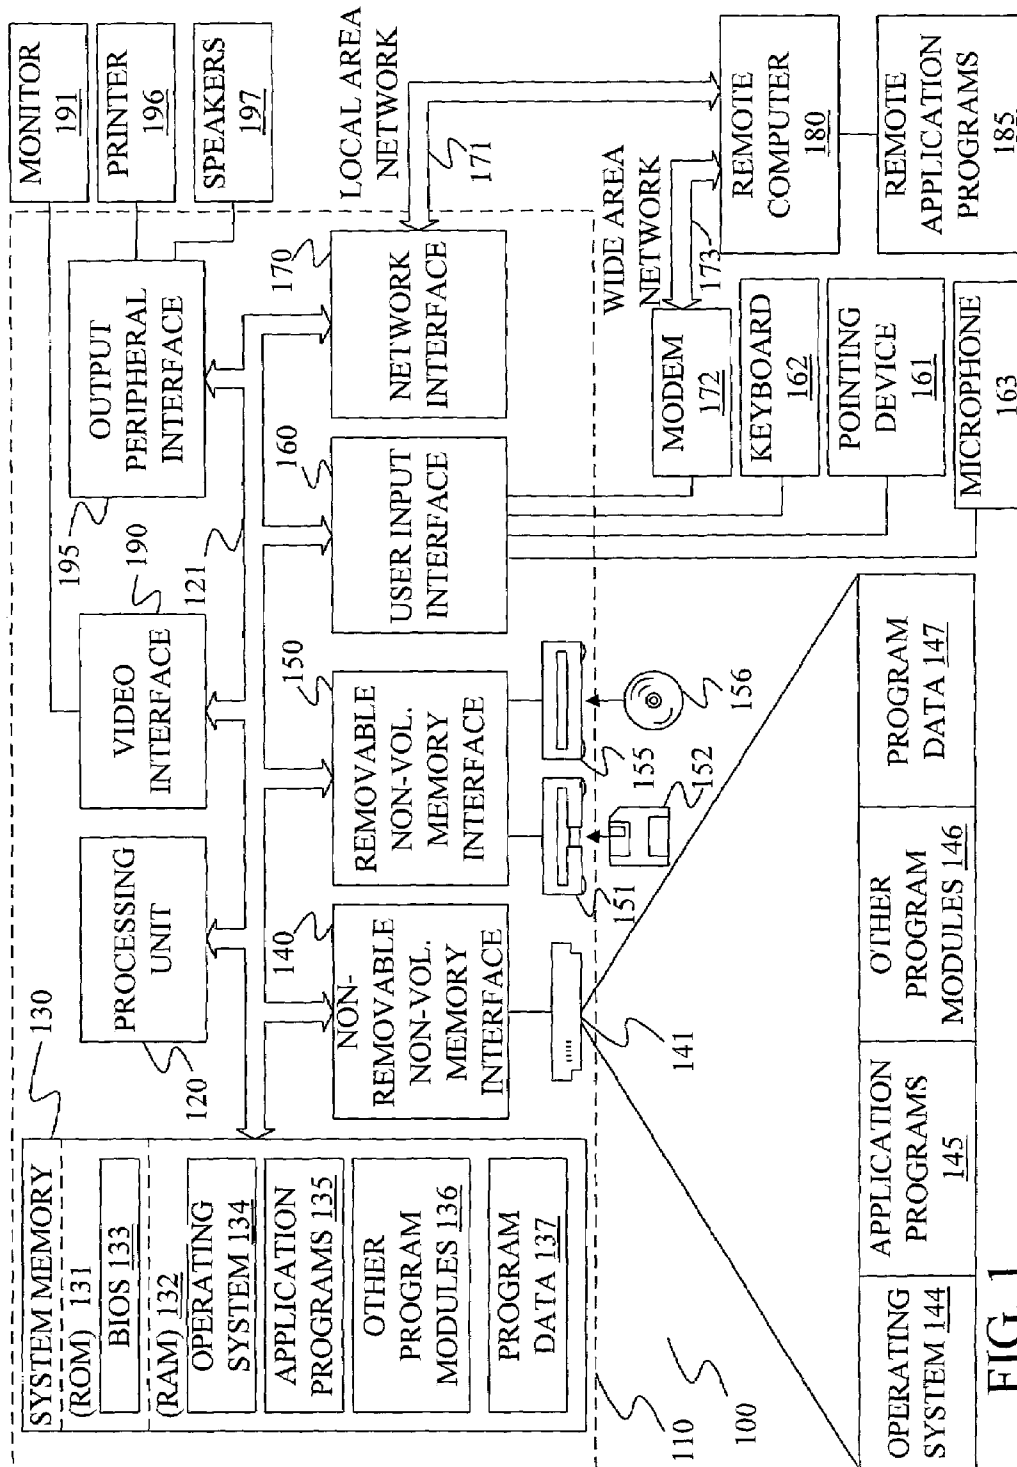 SYSTEM MEMORY
(ROM) 131
BIOS 133
(RAM) 132
OPERATING
SYSTEM 134
APPLICATION
PROGRAMS 135
OTHER
PROGRAM
MODULES 136
PROGRAM
DATA 137
130
PROCESSING
UNIT
120
VIDEO
INTERFACE
190
121
OUTPUT
PERIPHERAL
INTERFACE
195
MONITOR
191
PRINTER
196
SPEAKERS
197
NON-
REMOVABLE
NON-VOL.
MEMORY
INTERFACE
140
REMOVABLE
NON-VOL.
MEMORY
INTERFACE
150
USER INPUT
INTERFACE
160
NETWORK
INTERFACE
170
LOCAL AREA
NETWORK
171
141
151
152
155
156
WIDE AREA
NETWORK
173
MODEM
172
KEYBOARD
162
POINTING
DEVICE
161
MICROPHONE
163
REMOTE
COMPUTER
180
REMOTE
APPLICATION
PROGRAMS
185
110
100
OPERATING
SYSTEM 144
APPLICATION
PROGRAMS
145
OTHER
PROGRAM
MODULES 146
PROGRAM
DATA 147
FIG. 1